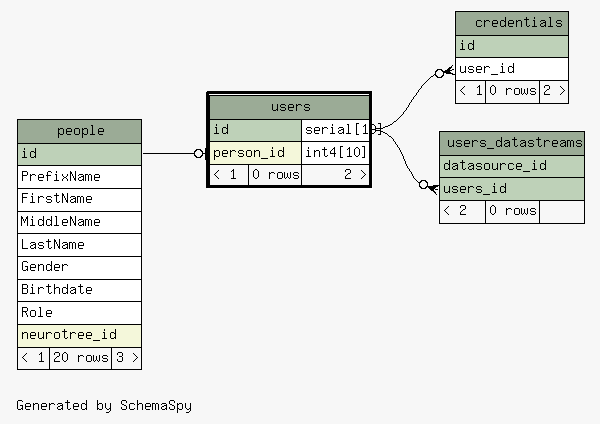 credentials
id
user_id
< 1 0 rows 2 >
users
id serial[10]
person_id int4[10]
< 1 0 rows 2 >
people
id
PrefixName
FirstName
MiddleName
LastName
Gender
Birthdate
Role
neurotree_id
< 1 20 rows 3 >
users_datastreams
datasource_id
users_id
< 2 0 rows
Generated by SchemaSpy